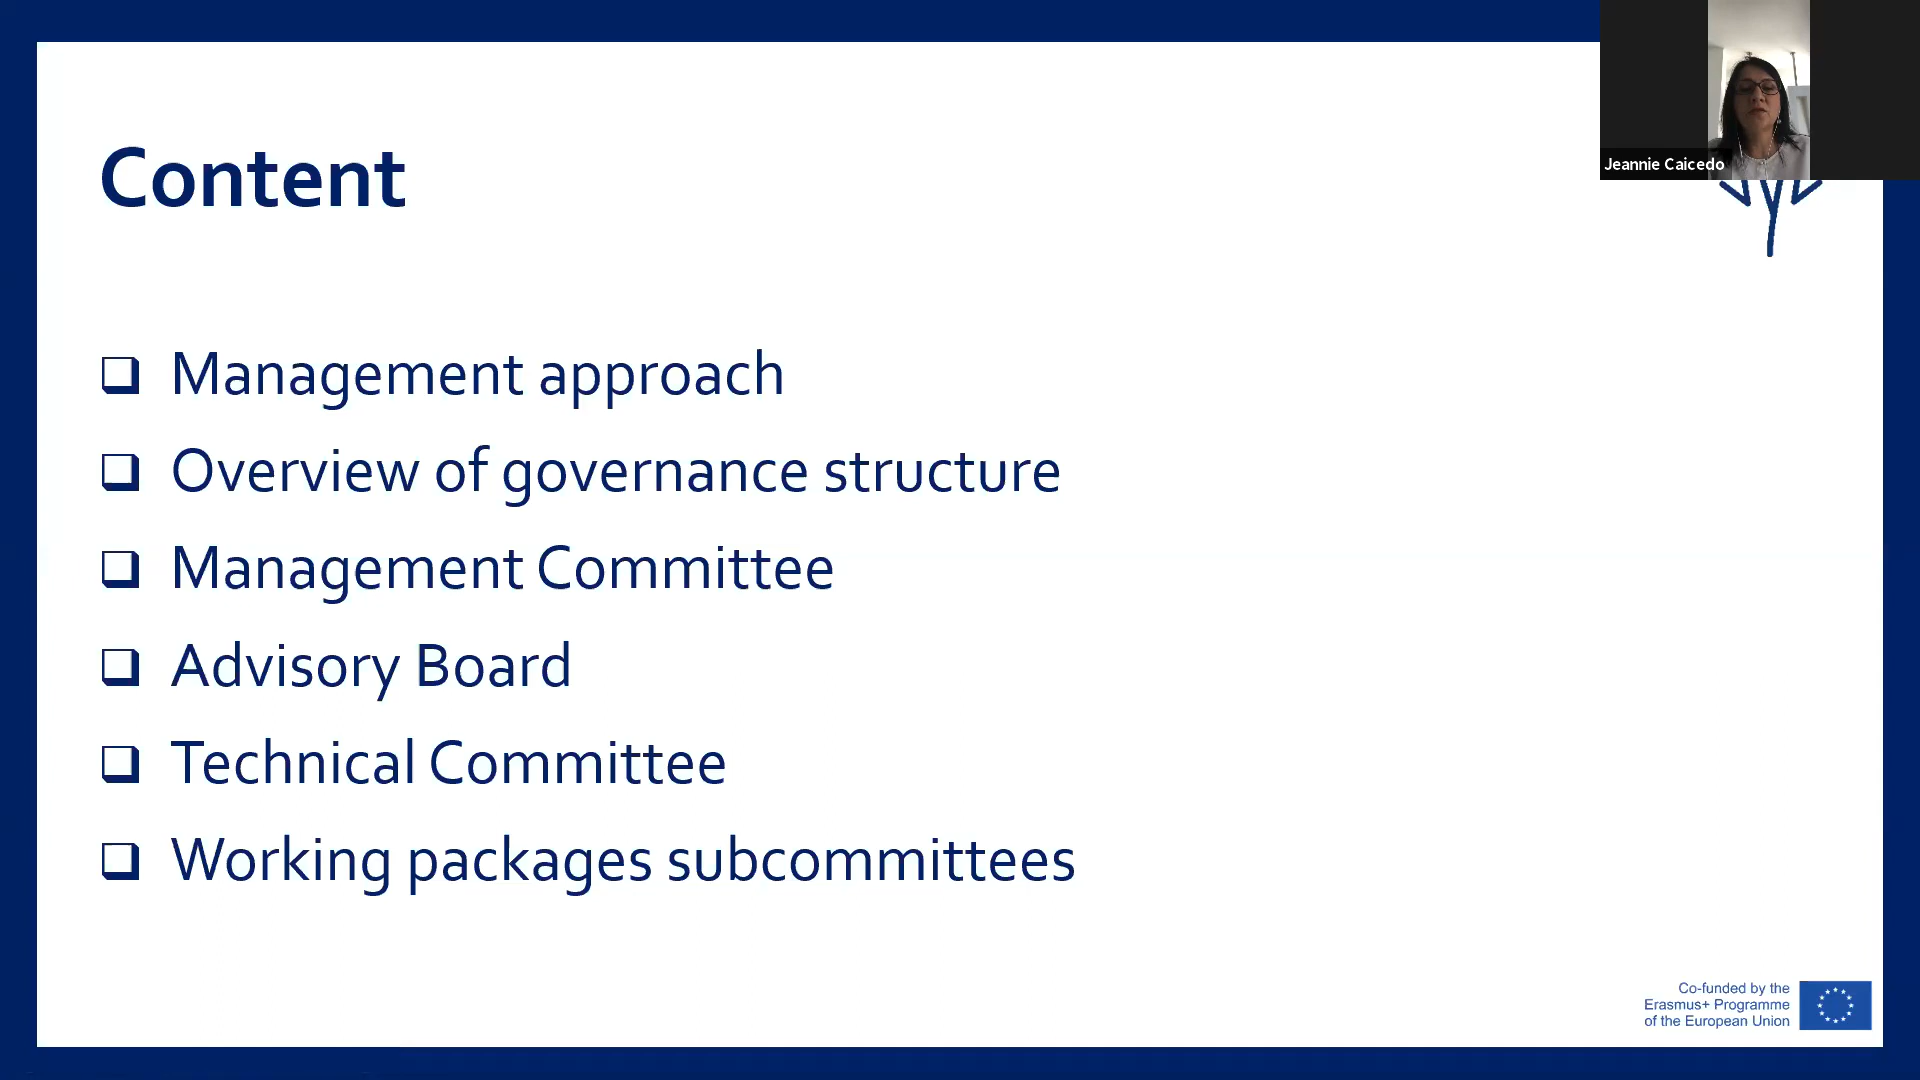 Jeannie Caicedo
Content
Management approach
Overview of governance structure
Management Committee
Advisory Board
Technical Committee
Working packages subcommittees
Co-funded by the
Erasmus+ Programme
of the European Union